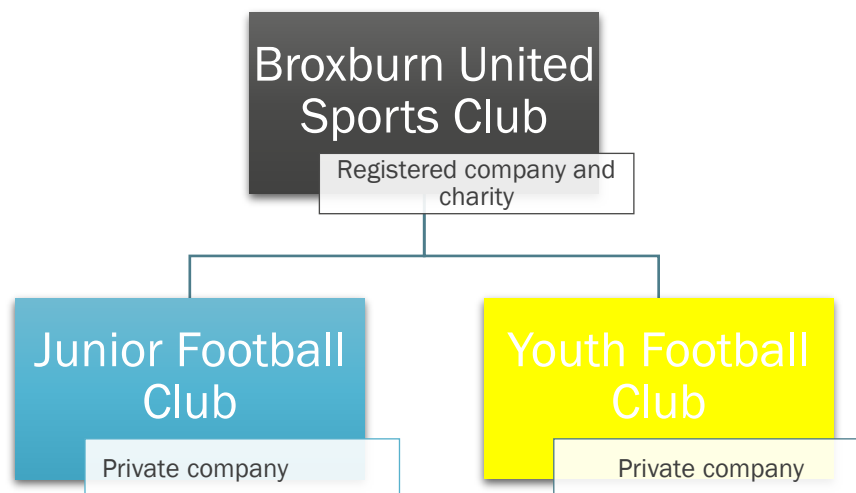 Broxburn United
Sports Club
Registered company and
charity
Junior Football
Club
Private company
Youth Football
Club
Private company